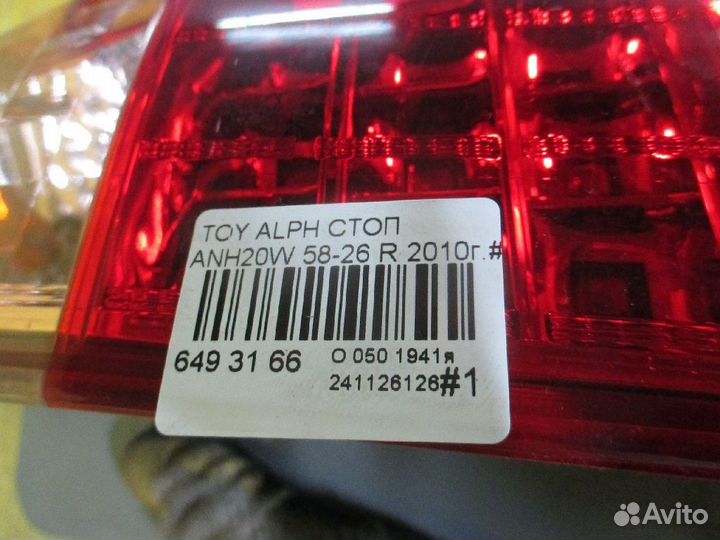 TOY ALPH СТОП
ANH20W 58-26 R 2010г.#
649 31 66
О 050 1941я
241126126#1
Avito